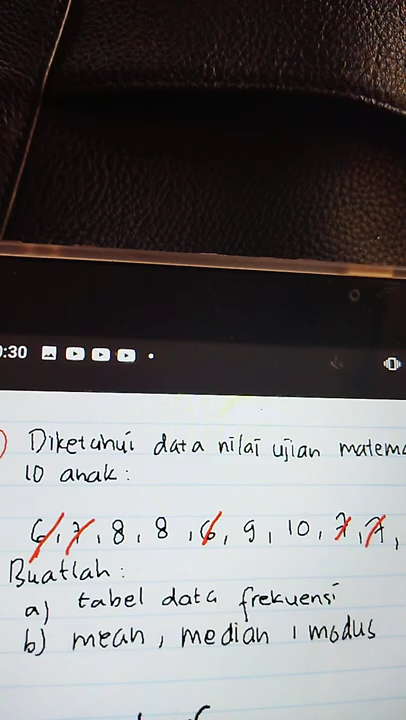 :30
Diketahui data nilai ujian matema
10 anak :
6, 7, 8, 8, 6, 9, 10, 7, 7,
Buatlah :
a) tabel data frekuensi
b) mean, median, modus